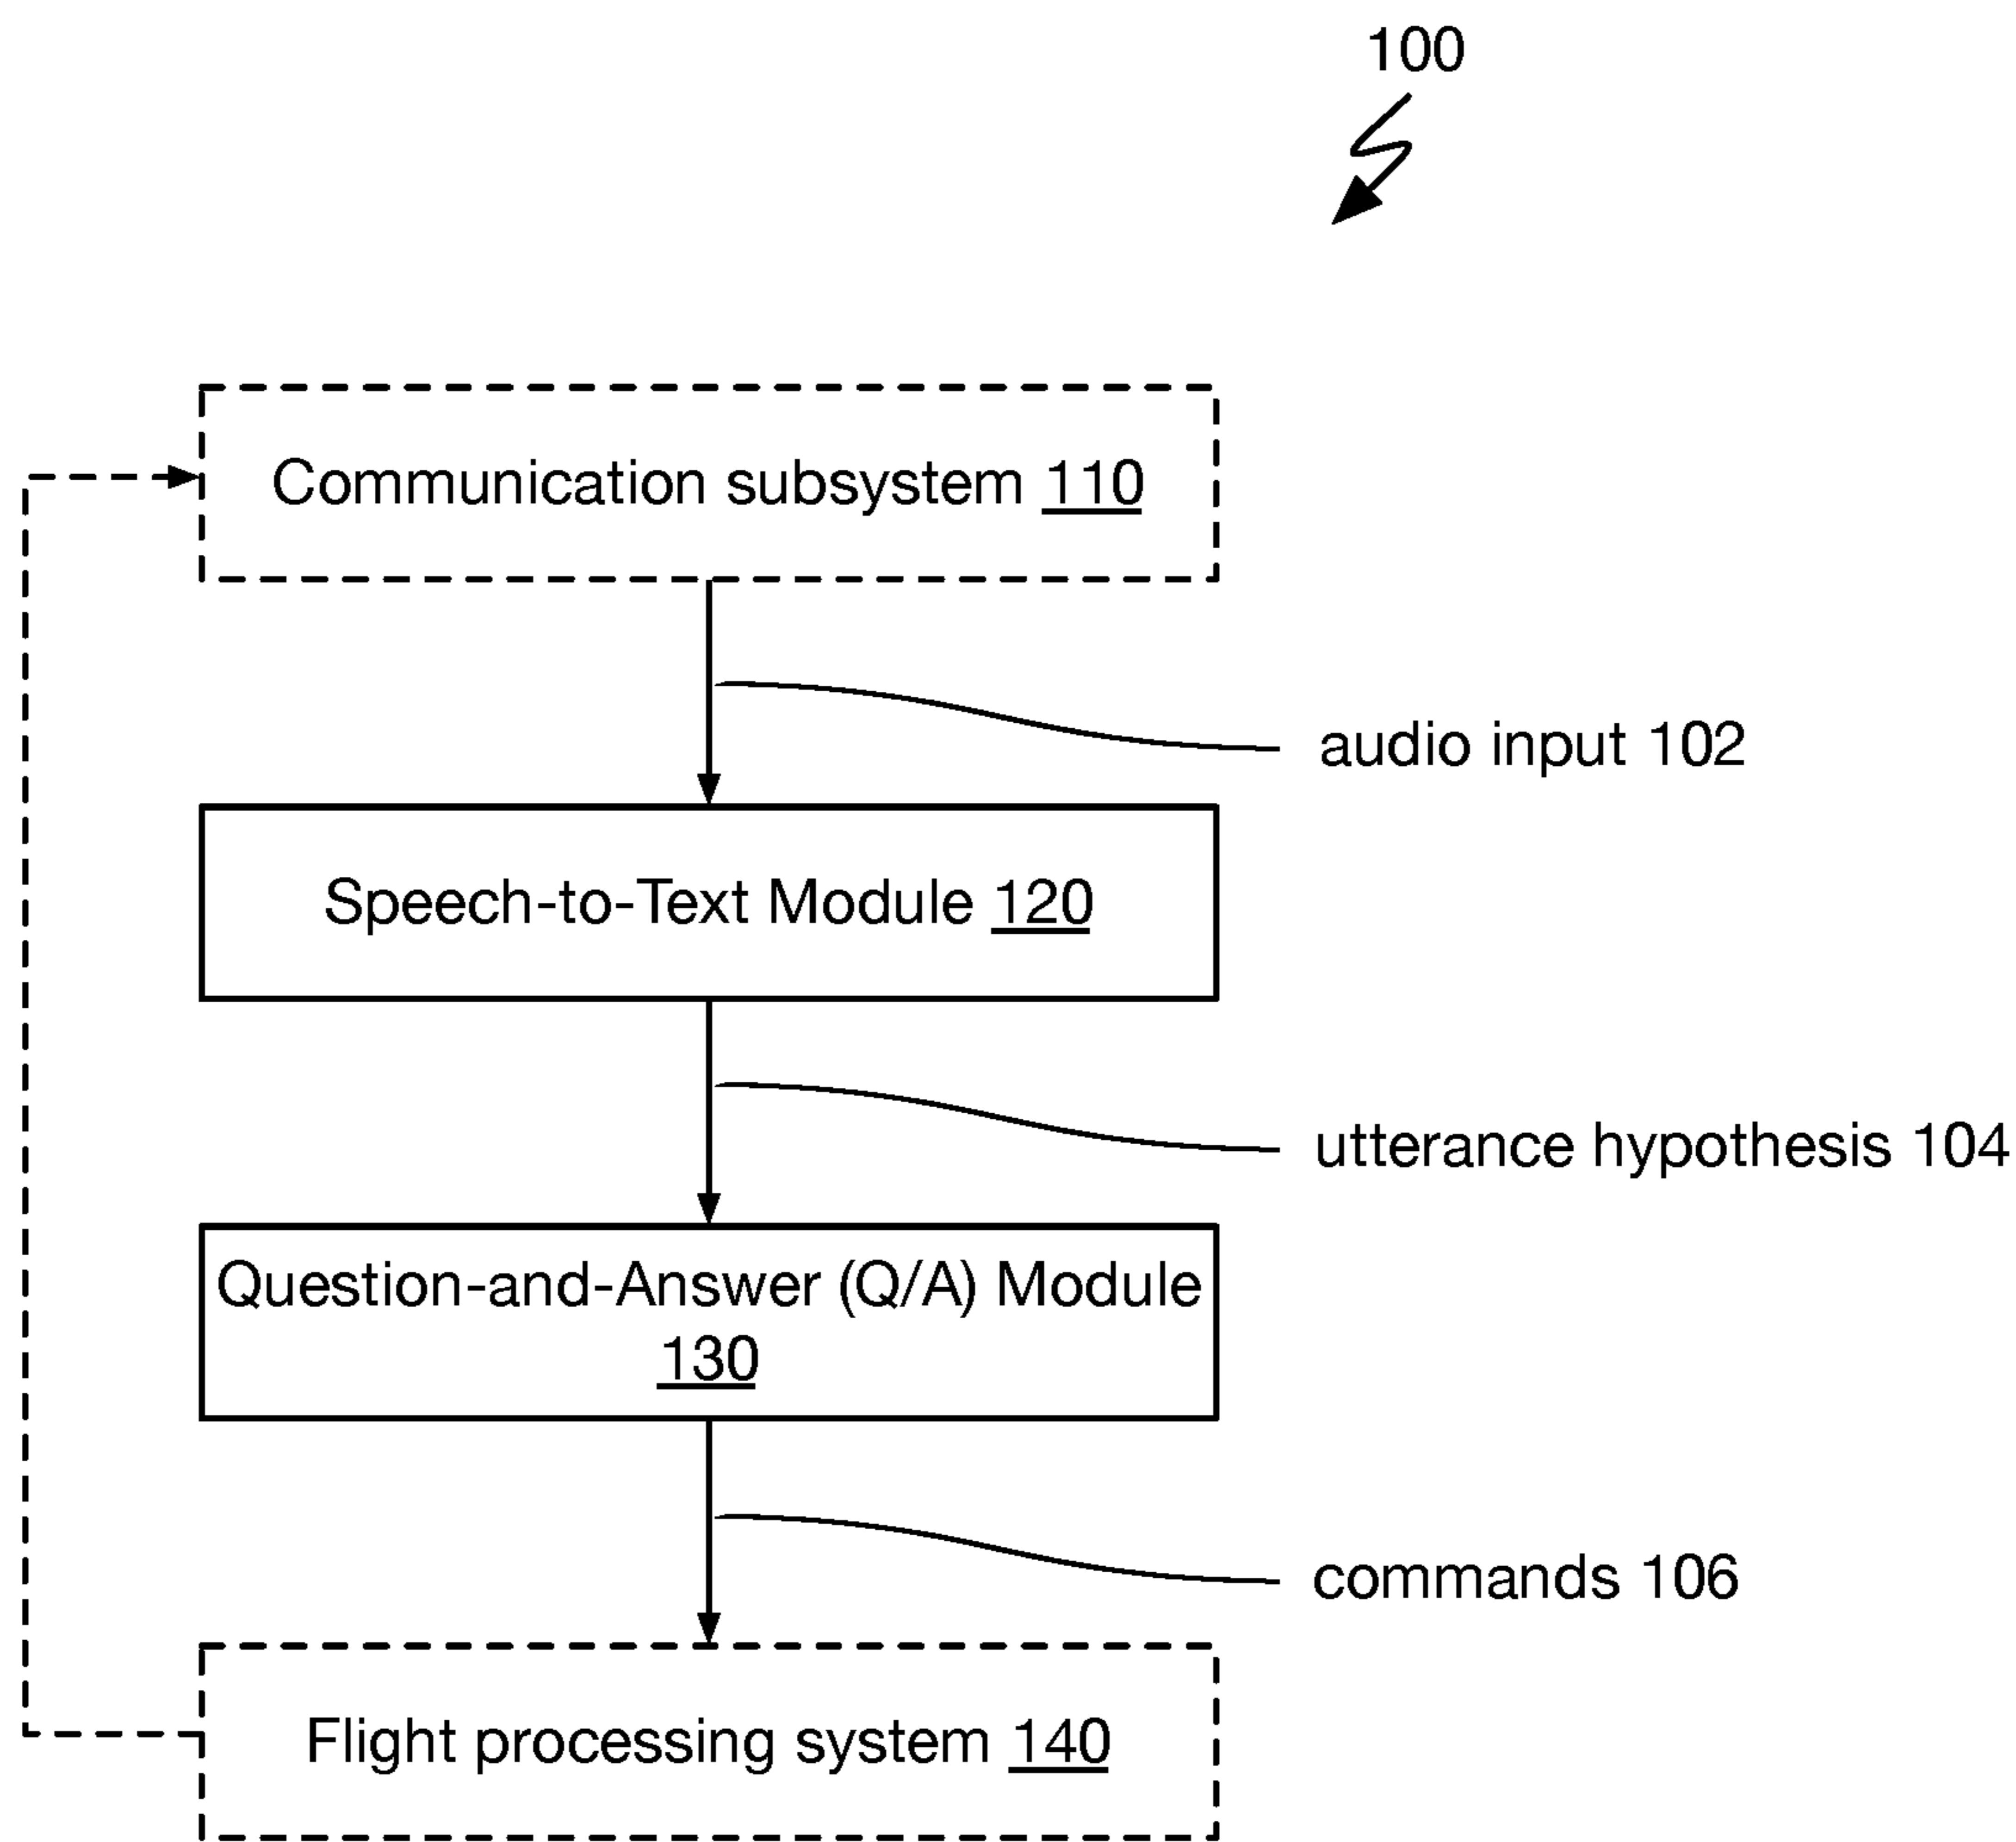 100
Communication subsystem 110
audio input 102
Speech-to-Text Module 120
utterance hypothesis 104
Question-and-Answer (Q/A) Module
130
commands 106
Flight processing system 140